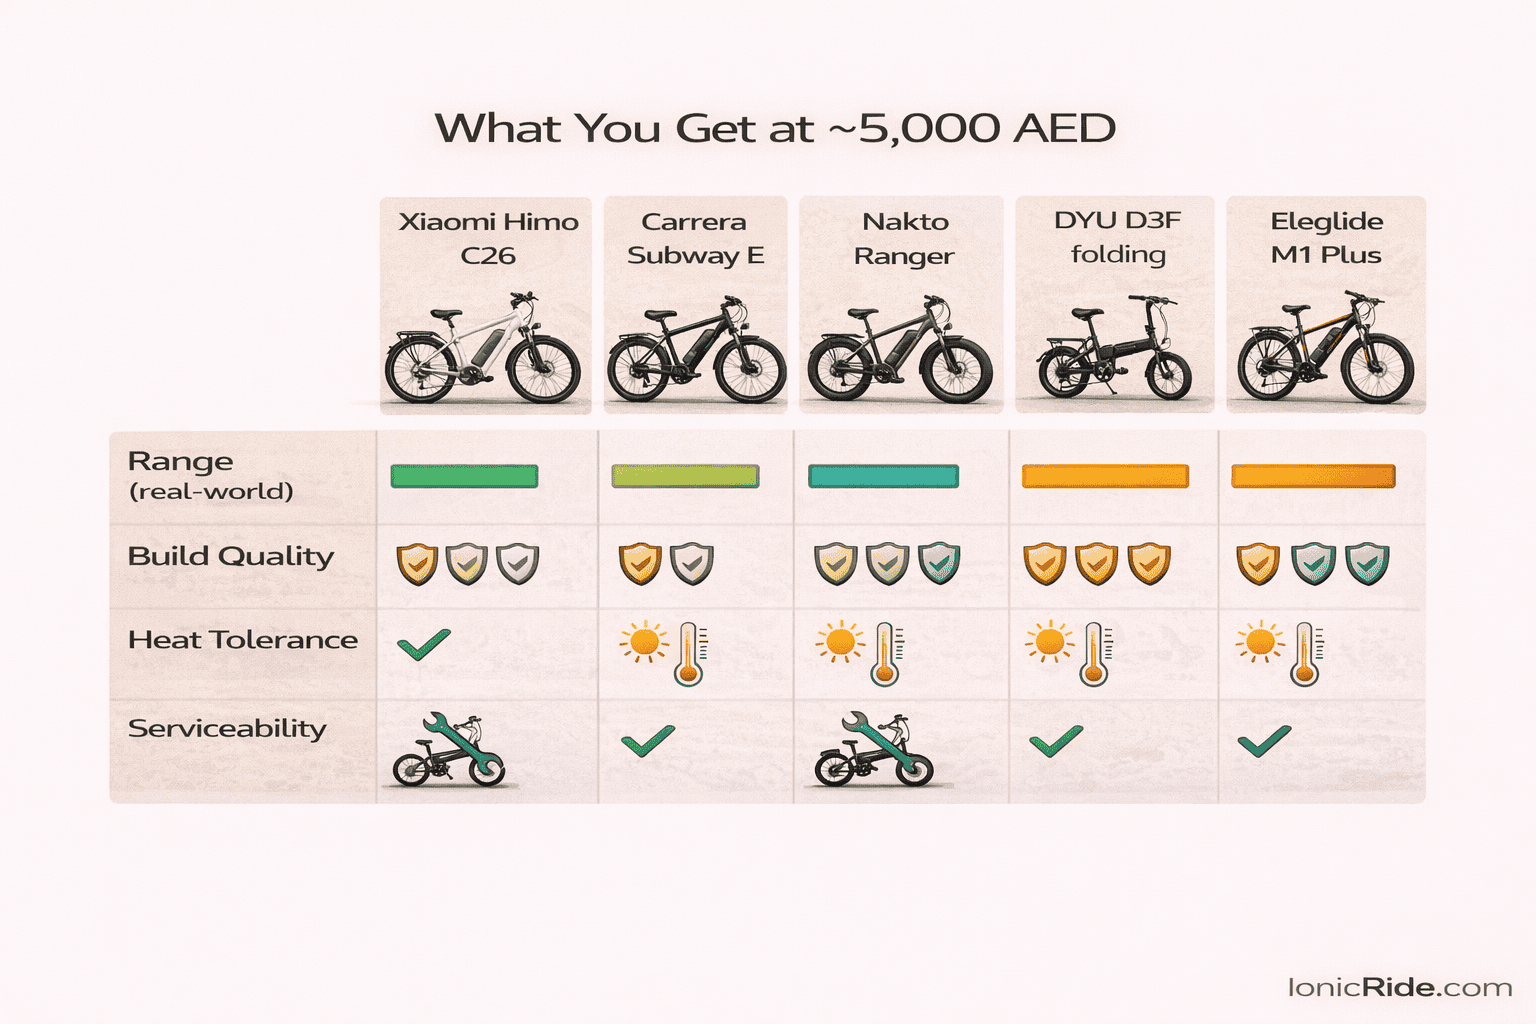 What You Get at ~5,000 AED
Xiaomi Himo
C26
Carrera
Subway E
Nakto
Ranger
DYU D3F
folding
Eleglide
M1 Plus
Range
(real-world)
Build Quality
Heat Tolerance
Serviceability
IonicRide.com